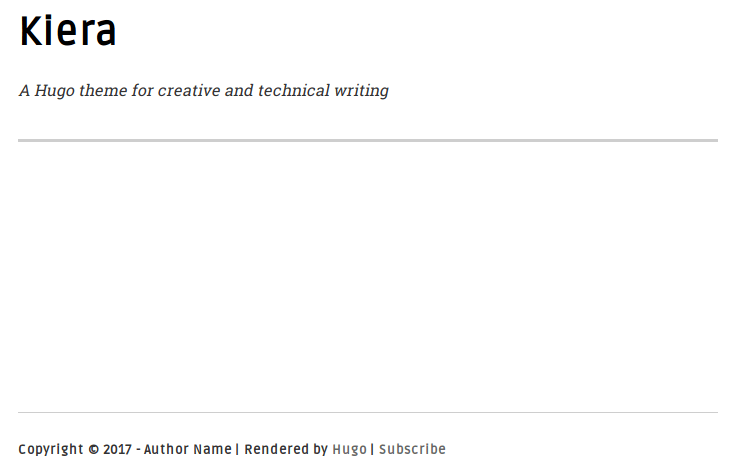 Kiera
A Hugo theme for creative and technical writing
Copyright © 2017 - Author Name | Rendered by Hugo | Subscribe